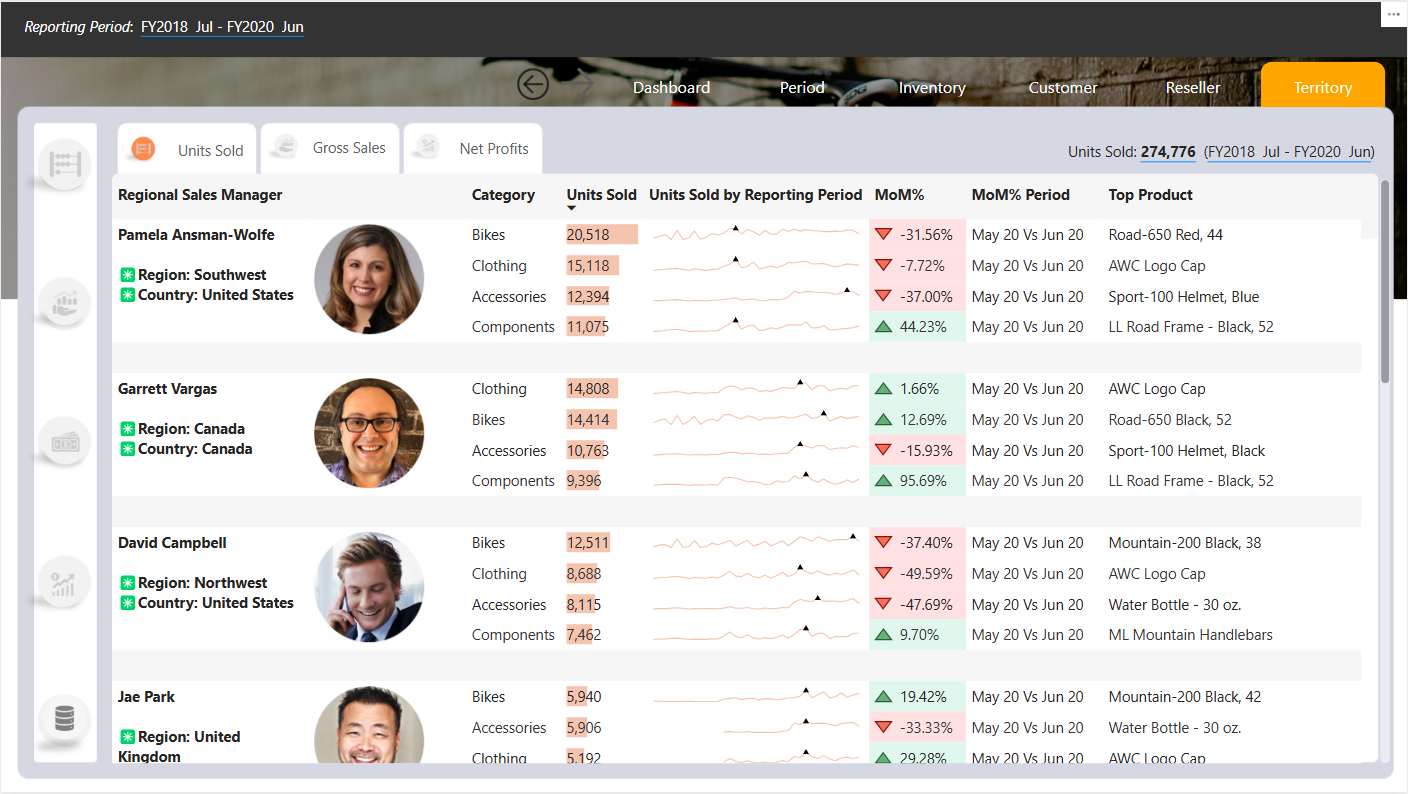 Reporting Period: FY2018 Jul - FY2020 Jun
Dashboard Period Inventory Customer Reseller Territory
Units Sold Gross Sales Net Profits
Units Sold: 274,776 (FY2018 Jul - FY2020 Jun)
Regional Sales Manager Category Units Sold Units Sold by Reporting Period MoM% MoM% Period Top Product
Pamela Ansman-Wolfe Bikes 20,518 -31.56% May 20 Vs Jun 20 Road-650 Red, 44
Clothing 15,118 -7.72% May 20 Vs Jun 20 AWC Logo Cap
Region: Southwest
Country: United States
Accessories 12,394 -37.00% May 20 Vs Jun 20 Sport-100 Helmet, Blue
Components 11,075 44.23% May 20 Vs Jun 20 LL Road Frame - Black, 52
Garrett Vargas Clothing 14,808 1.66% May 20 Vs Jun 20 AWC Logo Cap
Bikes 14,414 12.69% May 20 Vs Jun 20 Road-650 Black, 52
Region: Canada
Country: Canada
Accessories 10,763 -15.93% May 20 Vs Jun 20 Sport-100 Helmet, Black
Components 9,396 95.69% May 20 Vs Jun 20 LL Road Frame - Black, 52
David Campbell Bikes 12,511 -37.40% May 20 Vs Jun 20 Mountain-200 Black, 38
Clothing 8,688 -49.59% May 20 Vs Jun 20 AWC Logo Cap
Region: Northwest
Country: United States
Accessories 8,115 -47.69% May 20 Vs Jun 20 Water Bottle - 30 oz.
Components 7,462 9.70% May 20 Vs Jun 20 ML Mountain Handlebars
Jae Park Bikes 5,940 19.42% May 20 Vs Jun 20 Mountain-200 Black, 42
Accessories 5,906 -33.33% May 20 Vs Jun 20 Water Bottle - 30 oz.
Region: United
Kingdom
Clothing 5,192 29.28% May 20 Vs Jun 20 AWC Logo Cap